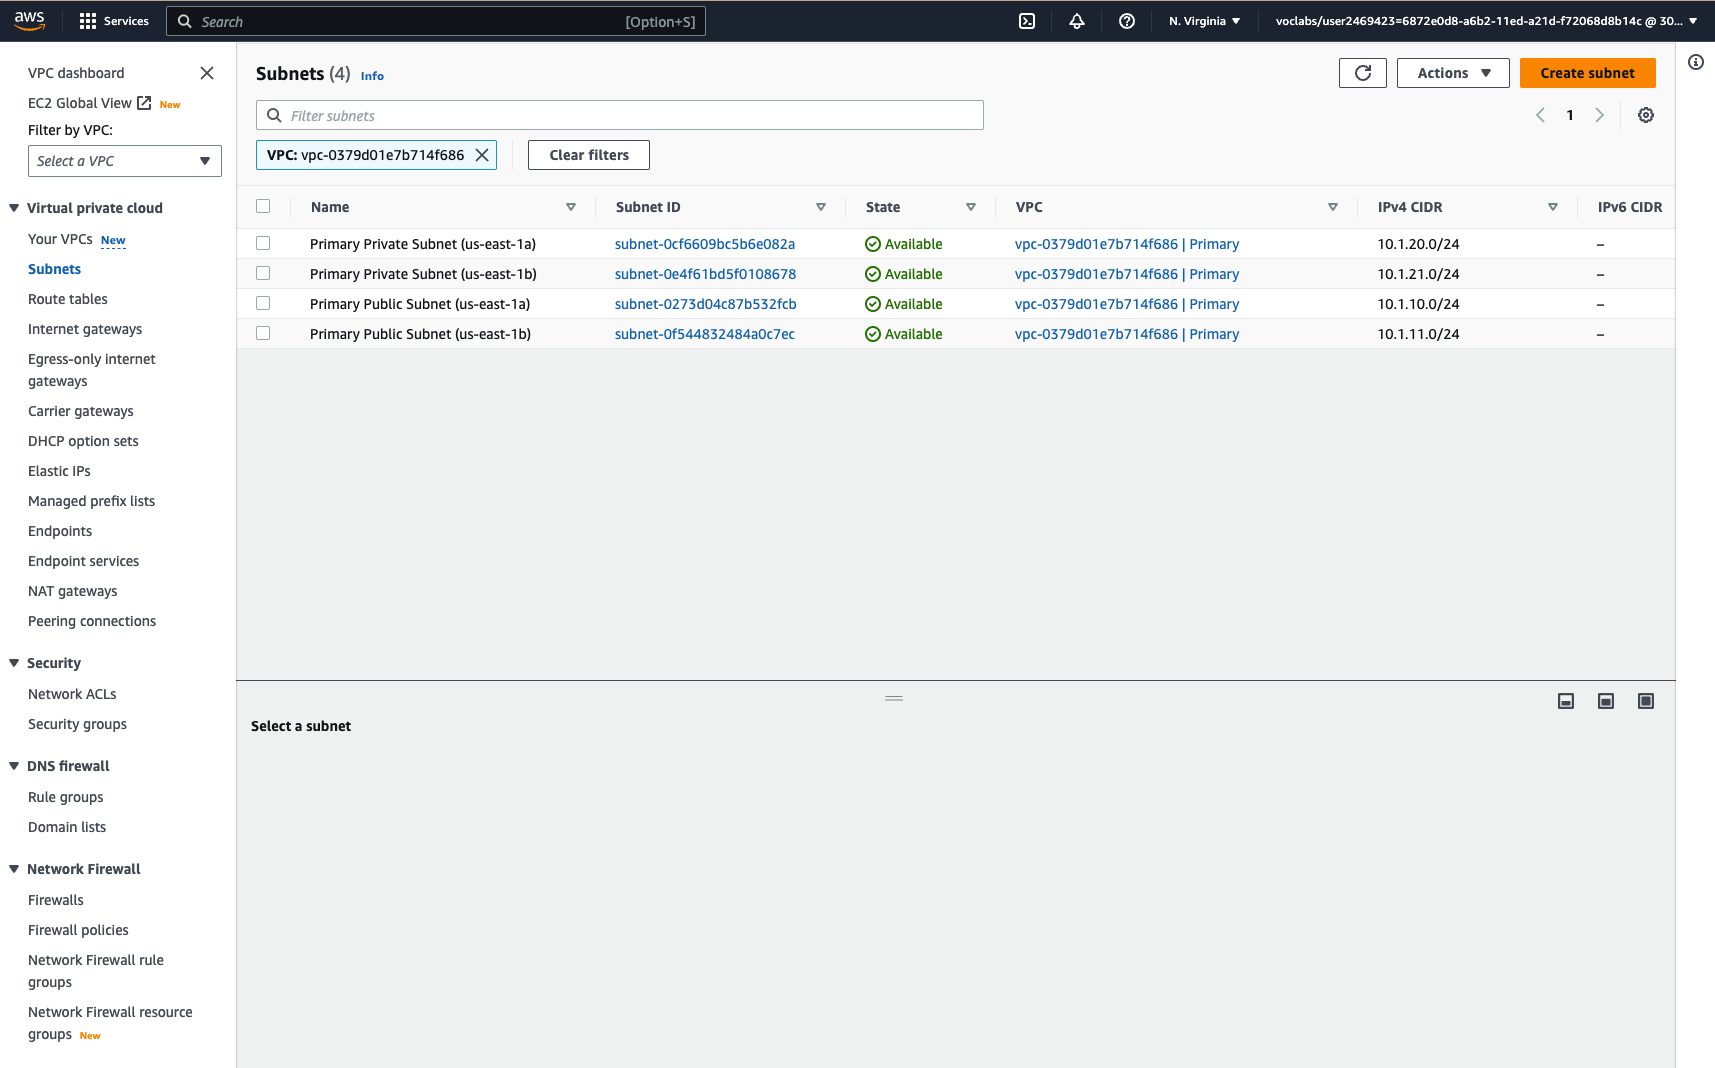 aws
Services
Search
[Option+S]
N. Virginia
voclabs/user2469423=6872e0d8-a6b2-11ed-a21d-f72068d8b14c @ 30...
VPC dashboard
EC2 Global View New
Filter by VPC:
Select a VPC
Virtual private cloud
Your VPCs New
Subnets
Route tables
Internet gateways
Egress-only internet
gateways
Carrier gateways
DHCP option sets
Elastic IPs
Managed prefix lists
Endpoints
Endpoint services
NAT gateways
Peering connections
Security
Network ACLs
Security groups
DNS firewall
Rule groups
Domain lists
Network Firewall
Firewalls
Firewall policies
Network Firewall rule
groups
Network Firewall resource
groups New
Subnets (4) Info
Actions
Create subnet
Filter subnets
1
VPC: vpc-0379d01e7b714f686
Clear filters
Name Subnet ID State VPC IPv4 CIDR IPv6 CIDR
Primary Private Subnet (us-east-1a) subnet-0cf6609bc5b6e082a Available vpc-0379d01e7b714f686 | Primary 10.1.20.0/24 –
Primary Private Subnet (us-east-1b) subnet-0e4f61bd5f0108678 Available vpc-0379d01e7b714f686 | Primary 10.1.21.0/24 –
Primary Public Subnet (us-east-1a) subnet-0273d04c87b532fcb Available vpc-0379d01e7b714f686 | Primary 10.1.10.0/24 –
Primary Public Subnet (us-east-1b) subnet-0f544832484a0c7ec Available vpc-0379d01e7b714f686 | Primary 10.1.11.0/24 –
Select a subnet